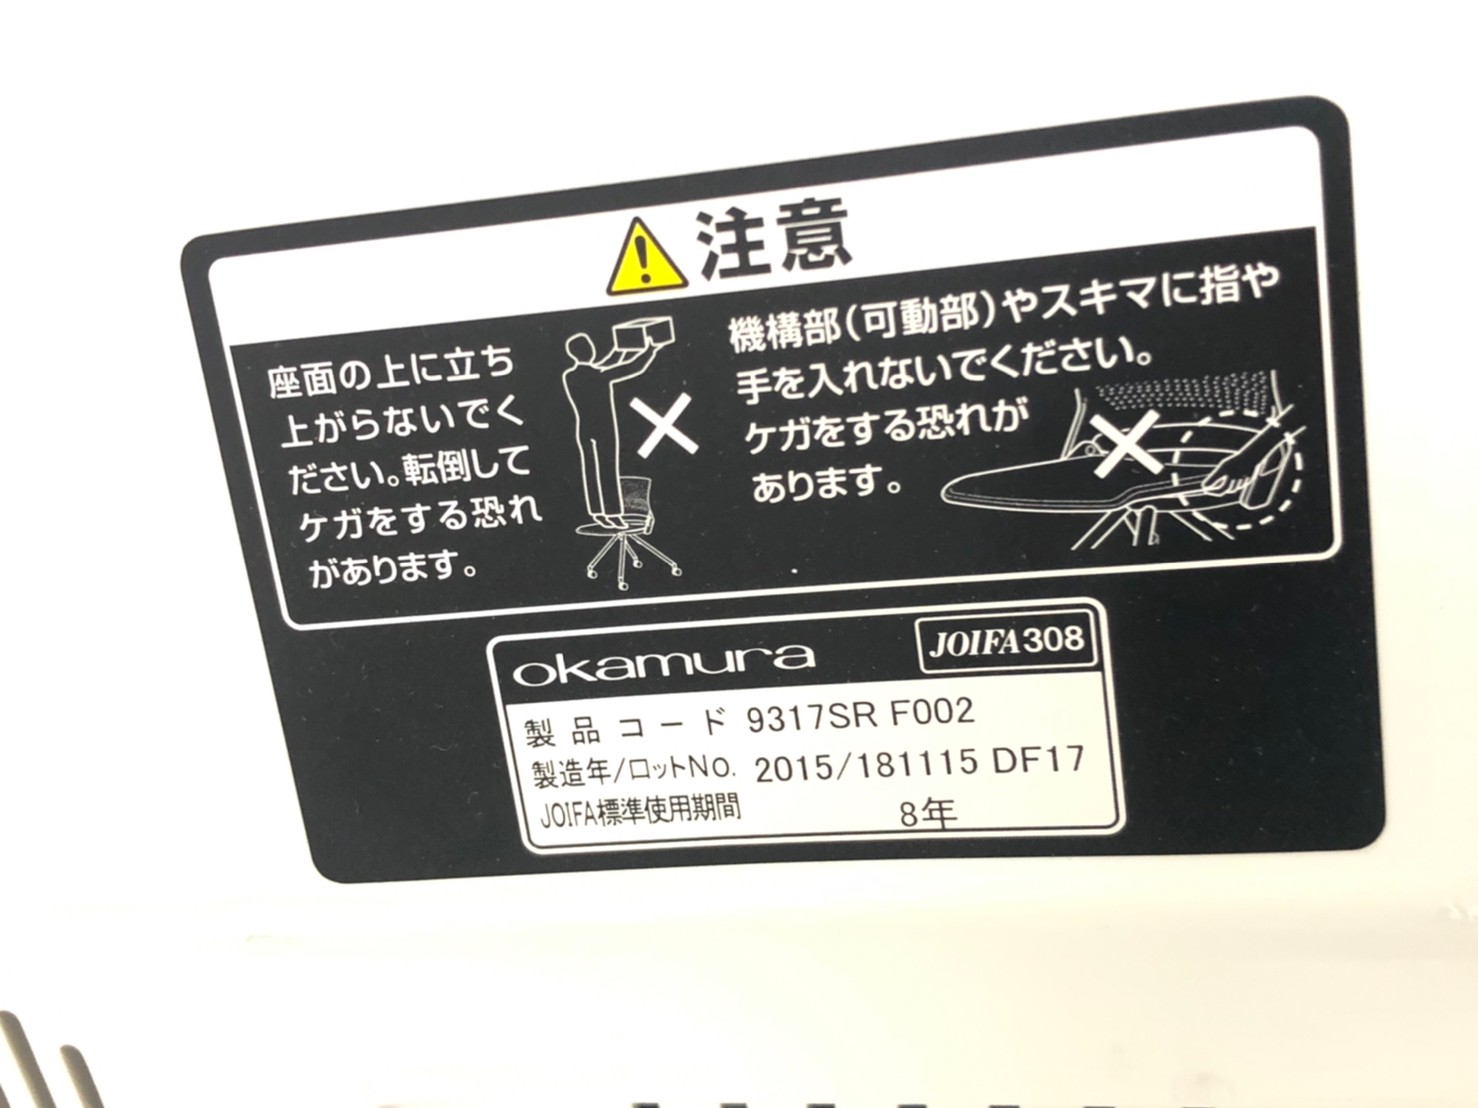 注意
座面の上に立ち
上がらないでく
ださい。転倒して
ケガをする恐れ
があります。
機構部(可動部)やスキマに指や
手を入れないでください。
ケガをする恐れが
あります。
okamura
JOIFA308
製品コード 9317SR F002
製造年/ロットNo. 2015/181115 DF17
JOIFA標準使用期間 8年